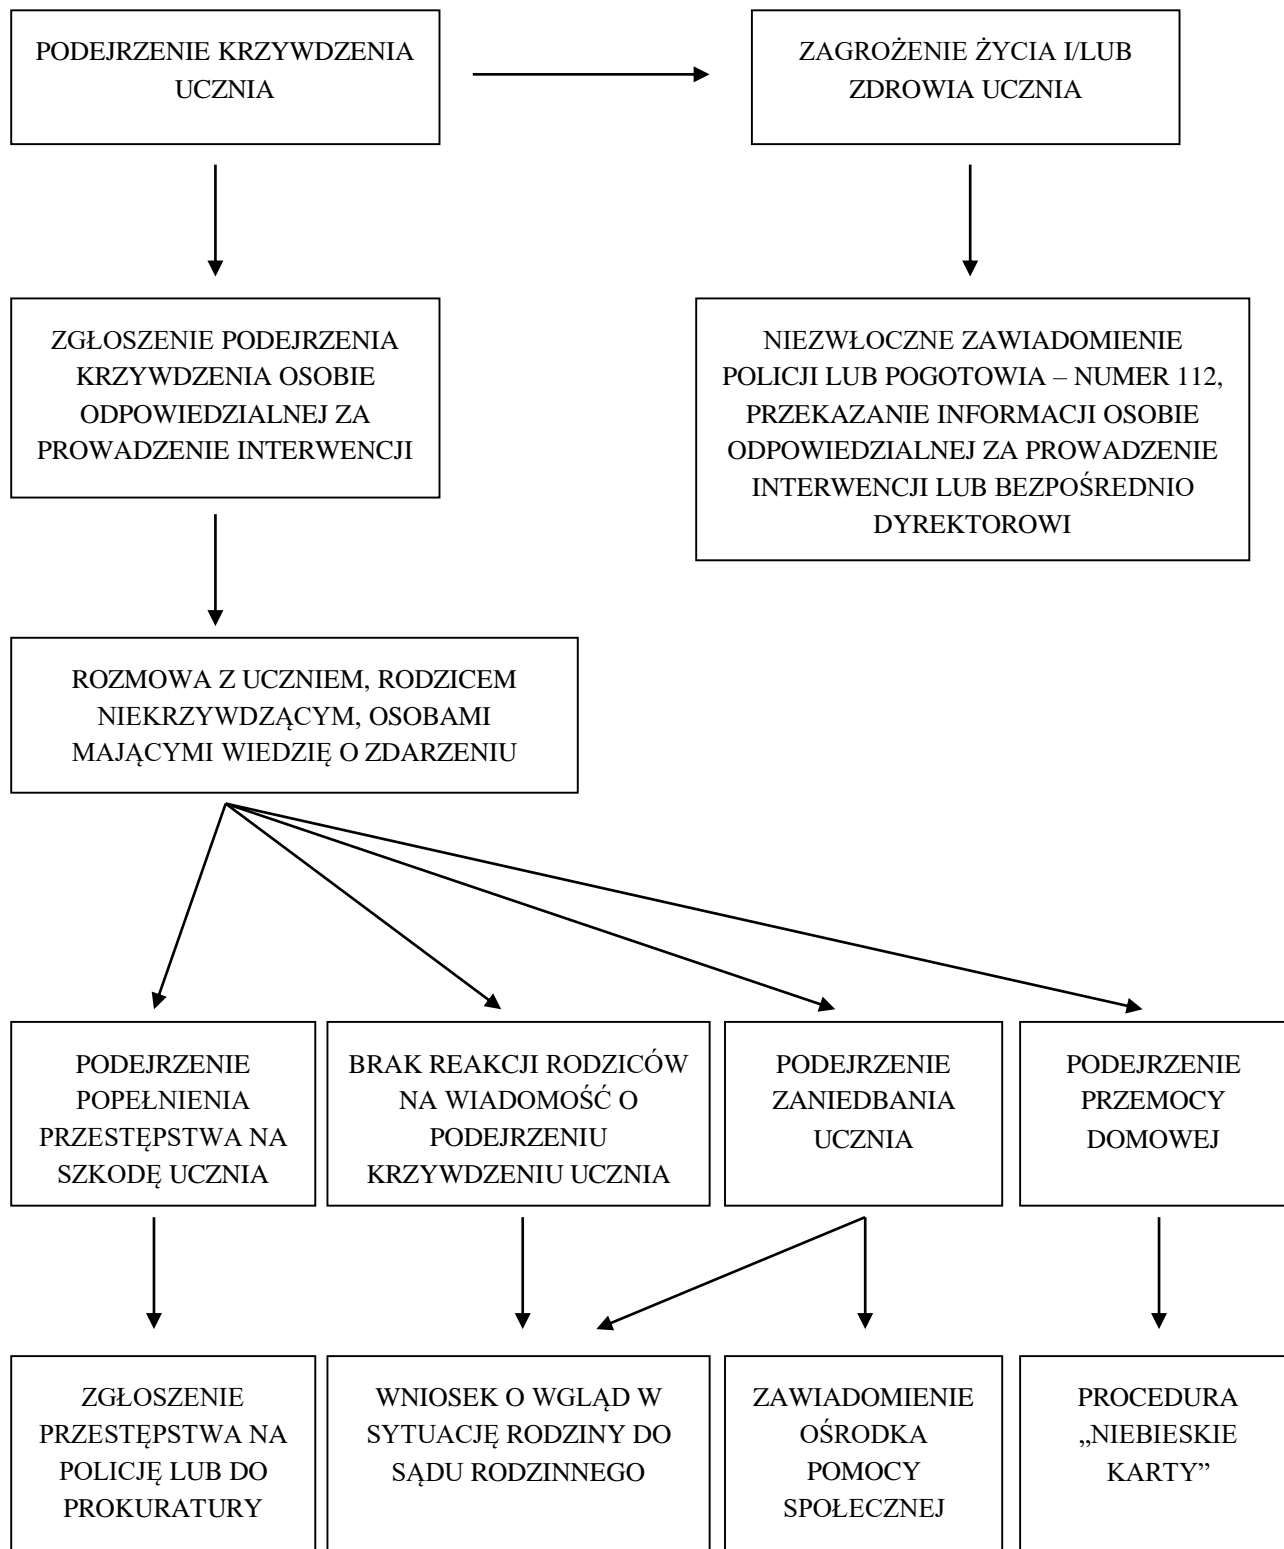 PODEJRZENIE KRZYWDZENIA
UCZNIA
ZAGROŻENIE ŻYCIA I/LUB
ZDROWIA UCZNIA
ZGŁOSZENIE PODEJRZENIA
KRZYWDZENIA OSOBIE
ODPOWIEDZIALNEJ ZA
PROWADZENIE INTERWENCJI
NIEZWŁOCZNE ZAWIADOMIENIE
POLICJI LUB POGOTOWIA – NUMER 112,
PRZEKAZANIE INFORMACJI OSOBIE
ODPOWIEDZIALNEJ ZA PROWADZENIE
INTERWENCJI LUB BEZPOŚREDNIO
DYREKTOROWI
ROZMOWA Z UCZNIEM, RODZICEM
NIEKRZYWDZĄCYM, OSOBAMI
MAJĄCYMI WIEDZIĘ O ZDARZENIU
PODEJRZENIE
POPEŁNIENIA
PRZESTĘPSTWA NA
SZKODĘ UCZNIA
BRAK REAKCJI RODZICÓW
NA WIADOMOŚĆ O
PODEJRZENIU
KRZYWDZENIU UCZNIA
PODEJRZENIE
ZANIEDBANIA
UCZNIA
PODEJRZENIE
PRZEMOCY
DOMOWEJ
ZGŁOSZENIE
PRZESTĘPSTWA NA
POLICJĘ LUB DO
PROKURATURY
WNIOSEK O WGLĄD W
SYTUACJĘ RODZINY DO
SĄDU RODZINNEGO
ZAWIADOMIENIE
OŚRODKA
POMOCY
SPOŁECZNEJ
PROCEDURA
„NIEBIESKIE
KARTY”